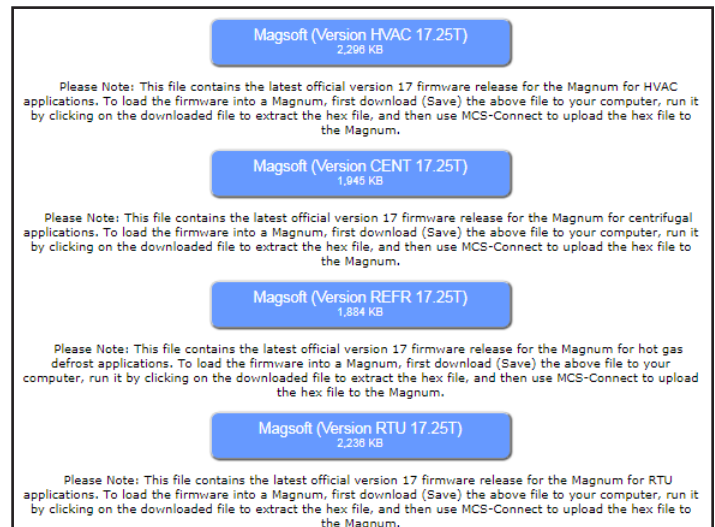 Magsoft (Version HVAC 17.25T)
2,296 KB
Please Note: This file contains the latest official version 17 firmware release for the Magnum for HVAC
applications. To load the firmware into a Magnum, first download (Save) the above file to your computer, run it
by clicking on the downloaded file to extract the hex file, and then use MCS-Connect to upload the hex file to
the Magnum.
Magsoft (Version CENT 17.25T)
1,945 KB
Please Note: This file contains the latest official version 17 firmware release for the Magnum for centrifugal
applications. To load the firmware into a Magnum, first download (Save) the above file to your computer, run it
by clicking on the downloaded file to extract the hex file, and then use MCS-Connect to upload the hex file to
the Magnum.
Magsoft (Version REFR 17.25T)
1,884 KB
Please Note: This file contains the latest official version 17 firmware release for the Magnum for hot gas
defrost applications. To load the firmware into a Magnum, first download (Save) the above file to your
computer, run it by clicking on the downloaded file to extract the hex file, and then use MCS-Connect to upload
the hex file to the Magnum.
Magsoft (Version RTU 17.25T)
2,236 KB
Please Note: This file contains the latest official version 17 firmware release for the Magnum for RTU
applications. To load the firmware into a Magnum, first download (Save) the above file to your computer, run it
by clicking on the downloaded file to extract the hex file, and then use MCS-Connect to upload the hex file to
the Magnum.